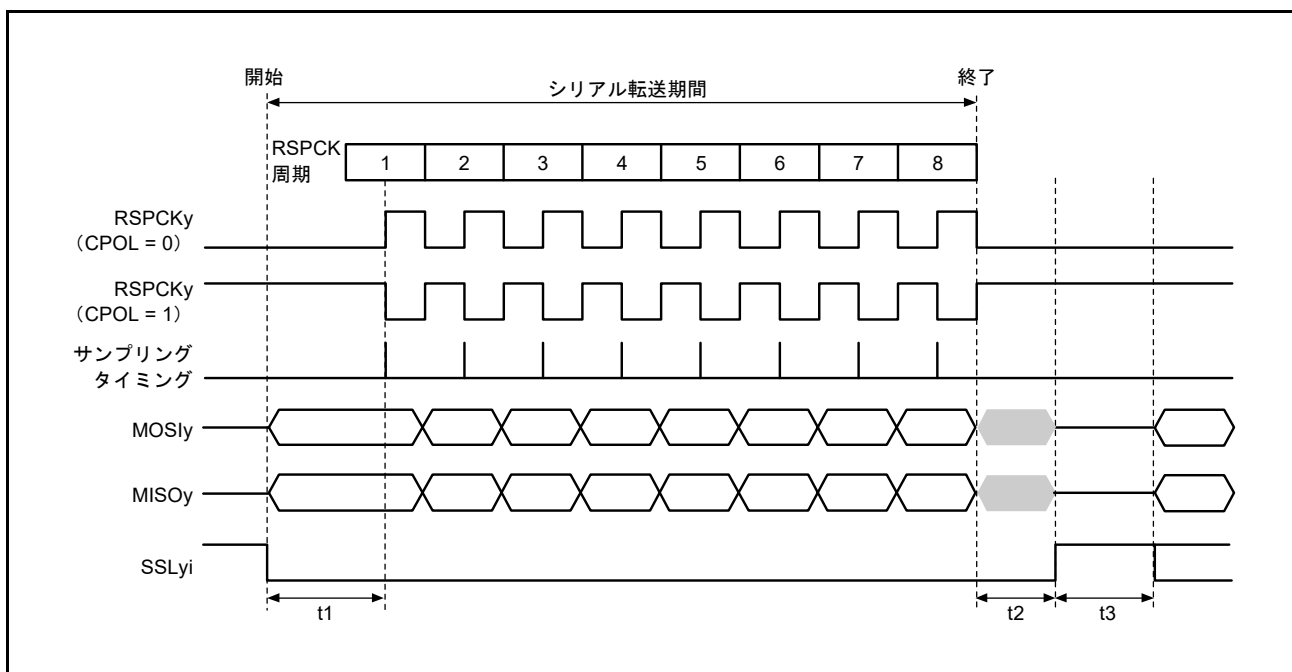 開始
シリアル転送期間
終了
RSPCK
周期
1 2 3 4 5 6 7 8
RSPCKy
(CPOL = 0)
RSPCKy
(CPOL = 1)
サンプリング
タイミング
MOSIy
MISOy
SSLyi
t1
t2
t3